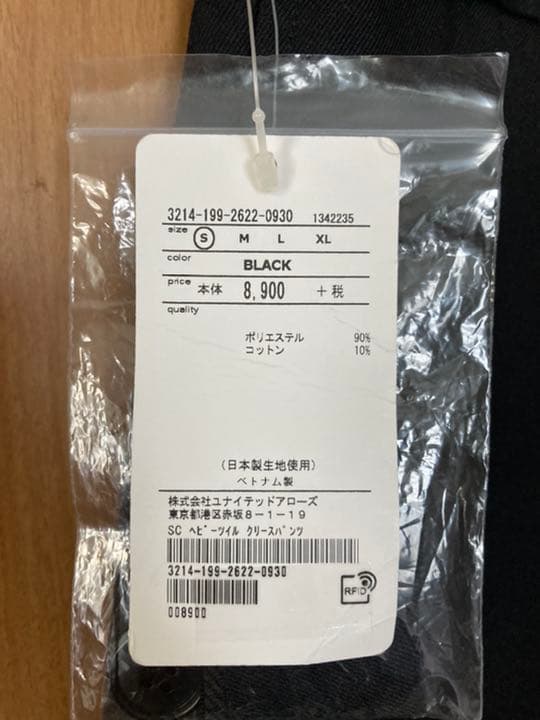 3214-199-2622-0930 1342235
size S M L XL
color BLACK
price 本体 8,900 +税
quality
ポリエステル 90%
コットン 10%
(日本製生地使用)
ベトナム製
株式会社ユナイテッドアローズ
東京都港区赤坂8-1-19
SC ﾍﾋﾞｰﾂｲﾙ ｸﾘｰｽﾊﾟﾝﾂ
3214-199-2622-0930
RFID
008900